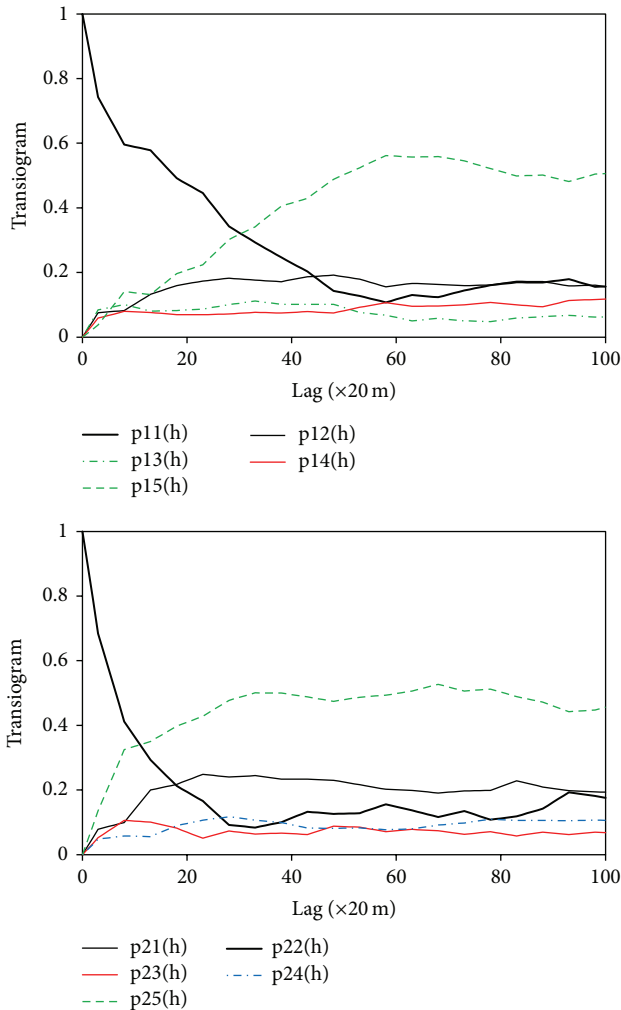 1
0.8
0.6
0.4
0.2
0
Transiogram
0 20 40 60 80 100
Lag (×20 m)
p11(h) p12(h)
p13(h) p14(h)
p15(h)
1
0.8
0.6
0.4
0.2
0
Transiogram
0 20 40 60 80 100
Lag (×20 m)
p21(h) p22(h)
p23(h) p24(h)
p25(h)